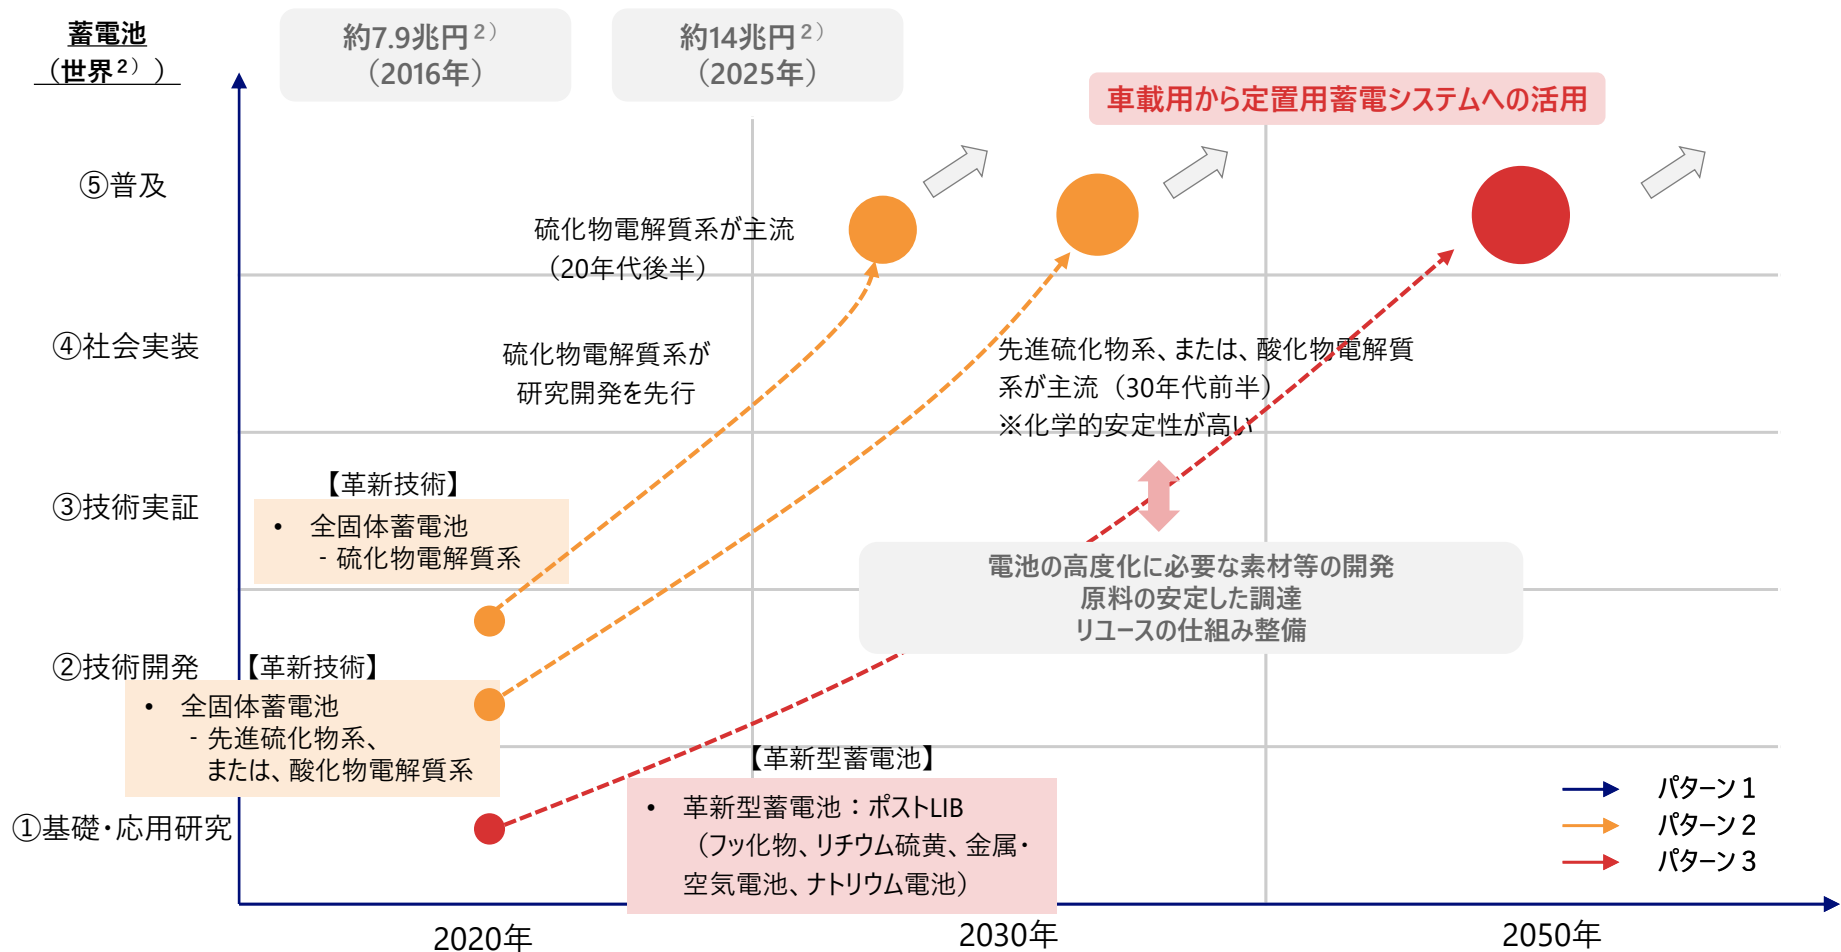 蓄電池
（世界２））
約7.9兆円２）
（2016年）
約14兆円２）
（2025年）
車載用から定置用蓄電システムへの活用
⑤普及
硫化物電解質系が主流
（20年代後半）
④社会実装
硫化物電解質系が
研究開発を先行
先進硫化物系、または、酸化物電解質
系が主流（30年代前半）
※化学的安定性が高い
③技術実証
【革新技術】
• 全固体蓄電池
- 硫化物電解質系
電池の高度化に必要な素材等の開発
原料の安定した調達
リユースの仕組み整備
②技術開発
【革新技術】
• 全固体蓄電池
- 先進硫化物系、
または、酸化物電解質系
①基礎・応用研究
【革新型蓄電池】
• 革新型蓄電池：ポストLIB
（フッ化物、リチウム硫黄、金属・
空気電池、ナトリウム電池）
パターン１
パターン２
パターン３
2020年
2030年
2050年